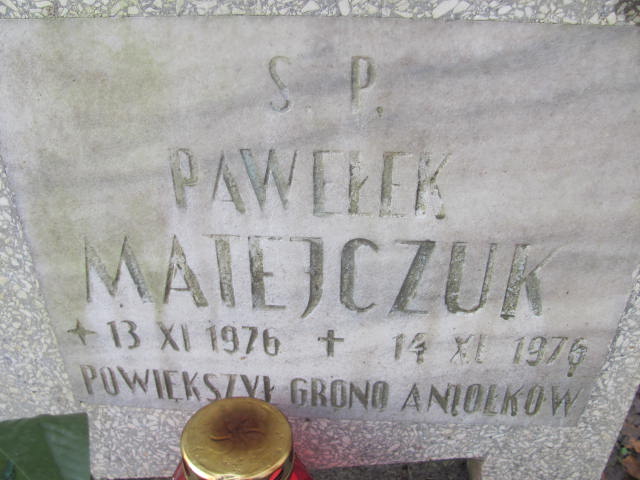 S. P.
PAWEŁEK
MATEJCZUK
* 13 XI 1976 + 14 XI 1976
POWIĘKSZYŁ GRONO ANIOŁKÓW